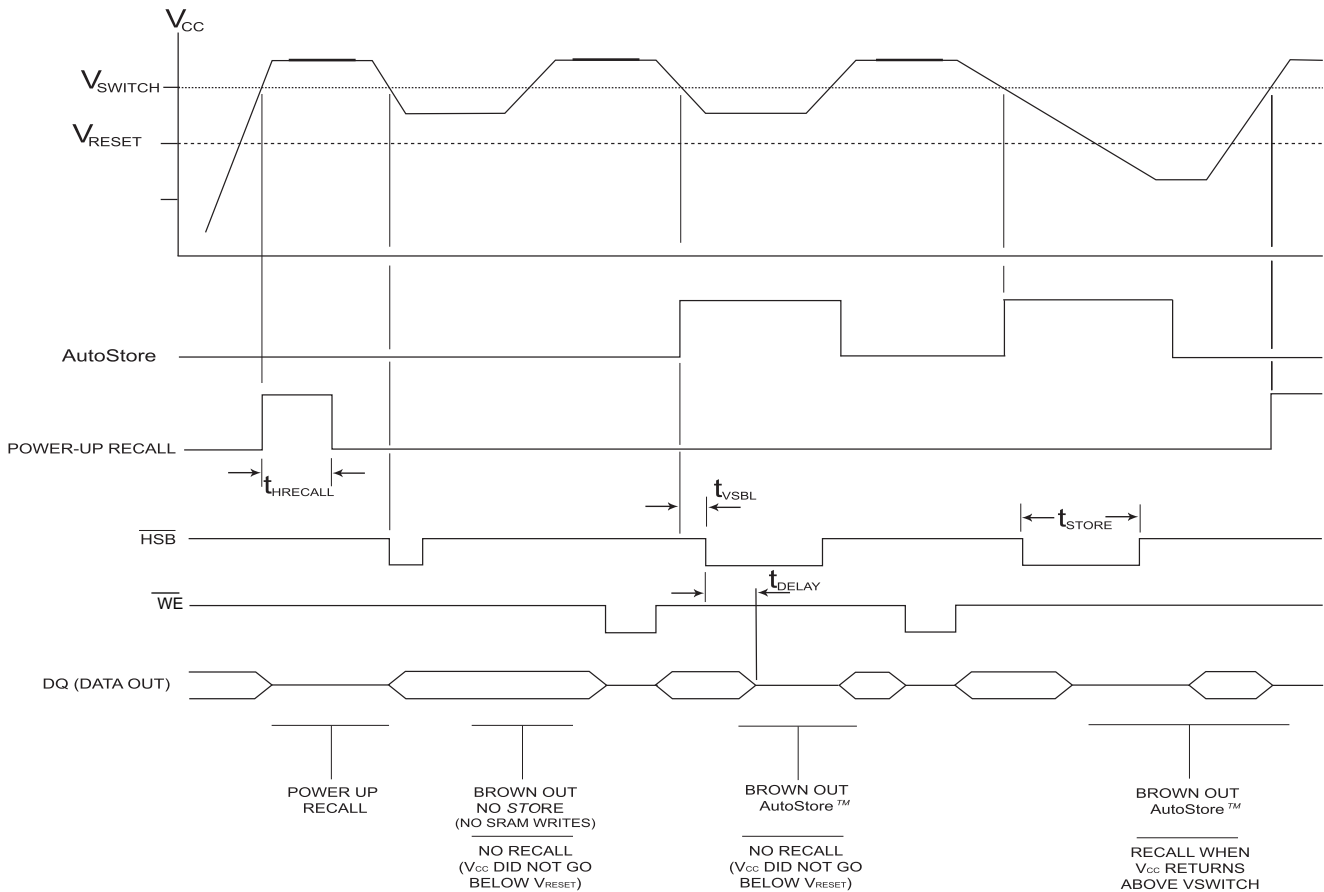 VCC
VSWITCH
VRESET
AutoStore
POWER-UP RECALL
tHRECALL
tVSBL
HSB
tSTORE
tDELAY
WE
DQ (DATA OUT)
POWER UP
RECALL
BROWN OUT
NO STORE
(NO SRAM WRITES)
NO RECALL
(VCC DID NOT GO
BELOW VRESET)
BROWN OUT
AutoStore™
NO RECALL
(VCC DID NOT GO
BELOW VRESET)
BROWN OUT
AutoStore™
RECALL WHEN
VCC RETURNS
ABOVE VSWITCH